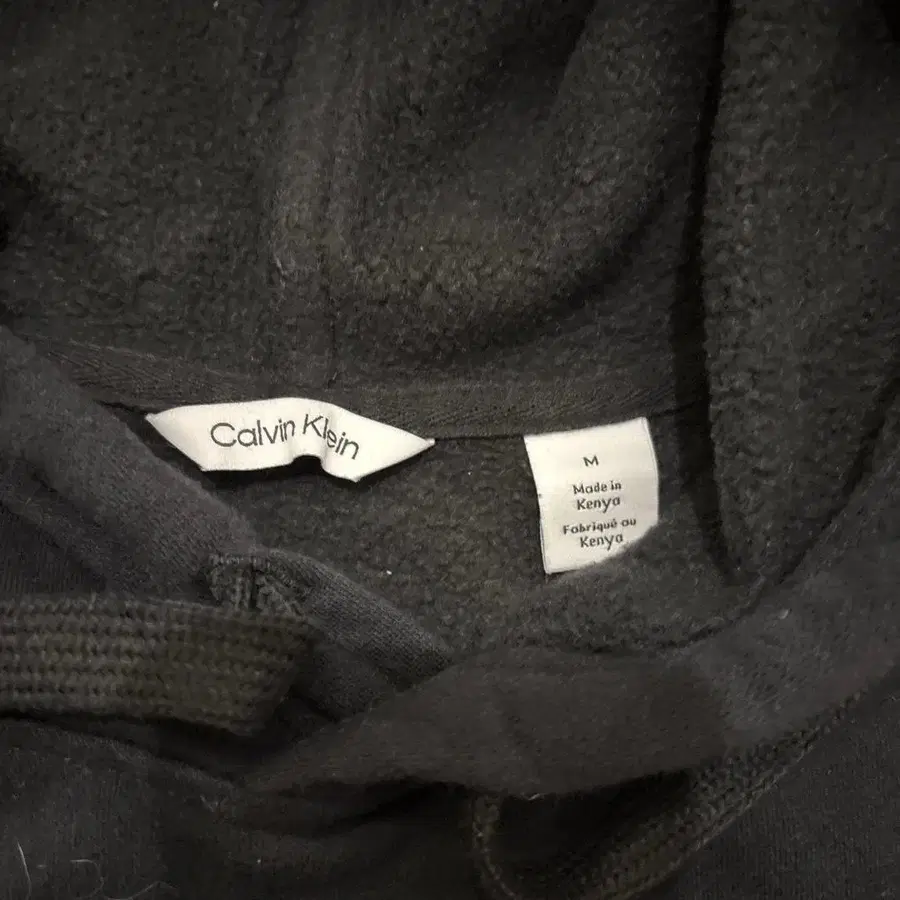 Calvin Klein
M
Made in
Kenya
Fabriqué au
Kenya